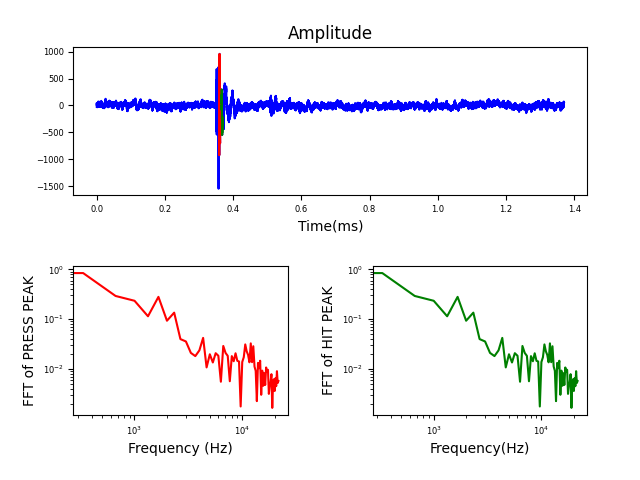 Amplitude
1000
500
0
−500
−1000
−1500
0.0 0.2 0.4 0.6 0.8 1.0 1.2 1.4
Time(ms)
FFT of PRESS PEAK
10⁰
10⁻¹
10⁻²
10³ 10⁴
Frequency (Hz)
FFT of HIT PEAK
10⁰
10⁻¹
10⁻²
10³ 10⁴
Frequency(Hz)